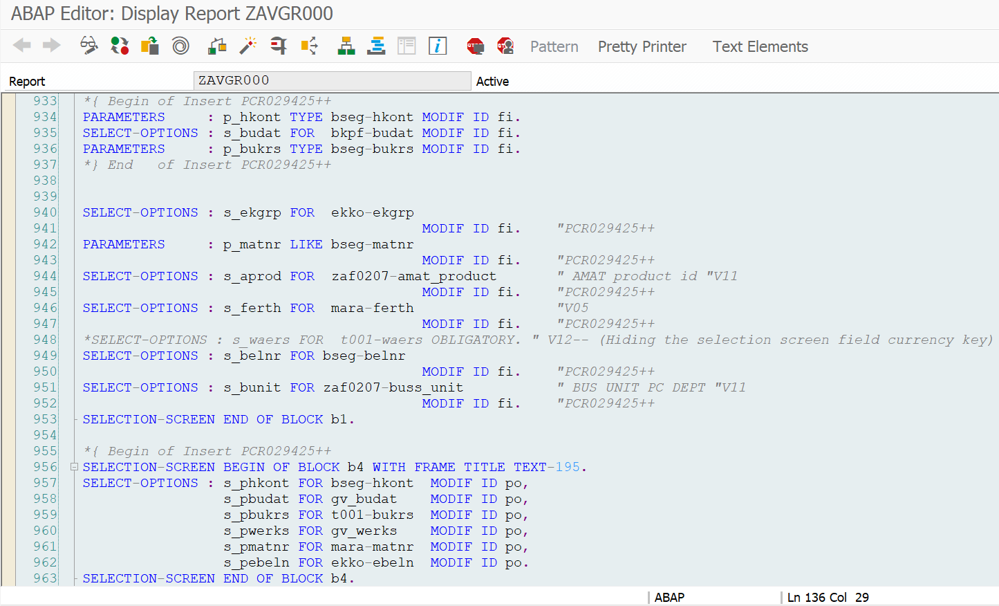 ABAP Editor: Display Report ZAVGR000
Pattern Pretty Printer Text Elements
Report ZAVGR000 Active
933 *{ Begin of Insert PCR029425++
934 PARAMETERS     : p_hkont TYPE bseg-hkont MODIF ID fi.
935 SELECT-OPTIONS : s_budat FOR  bkpf-budat MODIF ID fi.
936 PARAMETERS     : p_bukrs TYPE bseg-bukrs MODIF ID fi.
937 *} End   of Insert PCR029425++
938
939
940 SELECT-OPTIONS : s_ekgrp FOR  ekko-ekgrp
941                                          MODIF ID fi.    "PCR029425++
942 PARAMETERS     : p_matnr LIKE bseg-matnr
943                                          MODIF ID fi.    "PCR029425++
944 SELECT-OPTIONS : s_aprod FOR  zaf0207-amat_product       " AMAT product id "V11
945                                          MODIF ID fi.    "PCR029425++
946 SELECT-OPTIONS : s_ferth FOR  mara-ferth                 "V05
947                                          MODIF ID fi.    "PCR029425++
948 *SELECT-OPTIONS : s_waers FOR  t001-waers OBLIGATORY. " V12-- (Hiding the selection screen field currency key)
949 SELECT-OPTIONS : s_belnr FOR bseg-belnr
950                                          MODIF ID fi.    "PCR029425++
951 SELECT-OPTIONS : s_bunit FOR zaf0207-buss_unit           " BUS UNIT PC DEPT "V11
952                                          MODIF ID fi.    "PCR029425++
953 SELECTION-SCREEN END OF BLOCK b1.
954
955 *{ Begin of Insert PCR029425++
956 SELECTION-SCREEN BEGIN OF BLOCK b4 WITH FRAME TITLE TEXT-195.
957 SELECT-OPTIONS : s_phkont FOR bseg-hkont  MODIF ID po,
958                  s_pbudat FOR gv_budat    MODIF ID po,
959                  s_pbukrs FOR t001-bukrs  MODIF ID po,
960                  s_pwerks FOR gv_werks    MODIF ID po,
961                  s_pmatnr FOR mara-matnr  MODIF ID po,
962                  s_pebeln FOR ekko-ebeln  MODIF ID po.
963 SELECTION-SCREEN END OF BLOCK b4.
ABAP Ln 136 Col 29